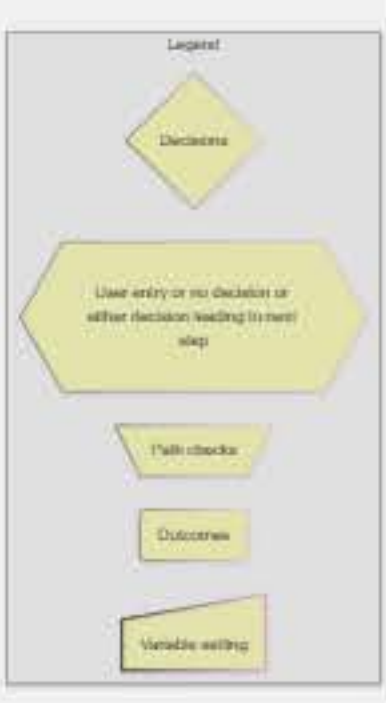 Legend
Decisions
User entry or no decision or
either decision leading to next
step
Path checks
Outcomes
Variable setting